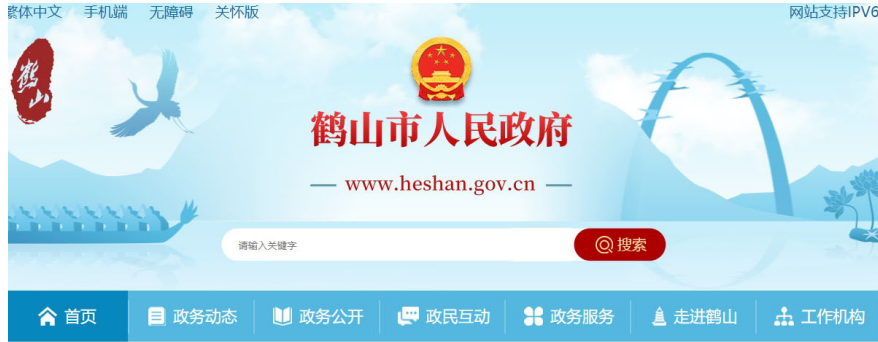 繁体中文 手机端 无障碍 关怀版 网站支持IPV6
鹤山
鹤山市人民政府
www.heshan.gov.cn
请输入关键字 搜索
首页 政务动态 政务公开 政民互动 政务服务 走进鹤山 工作机构